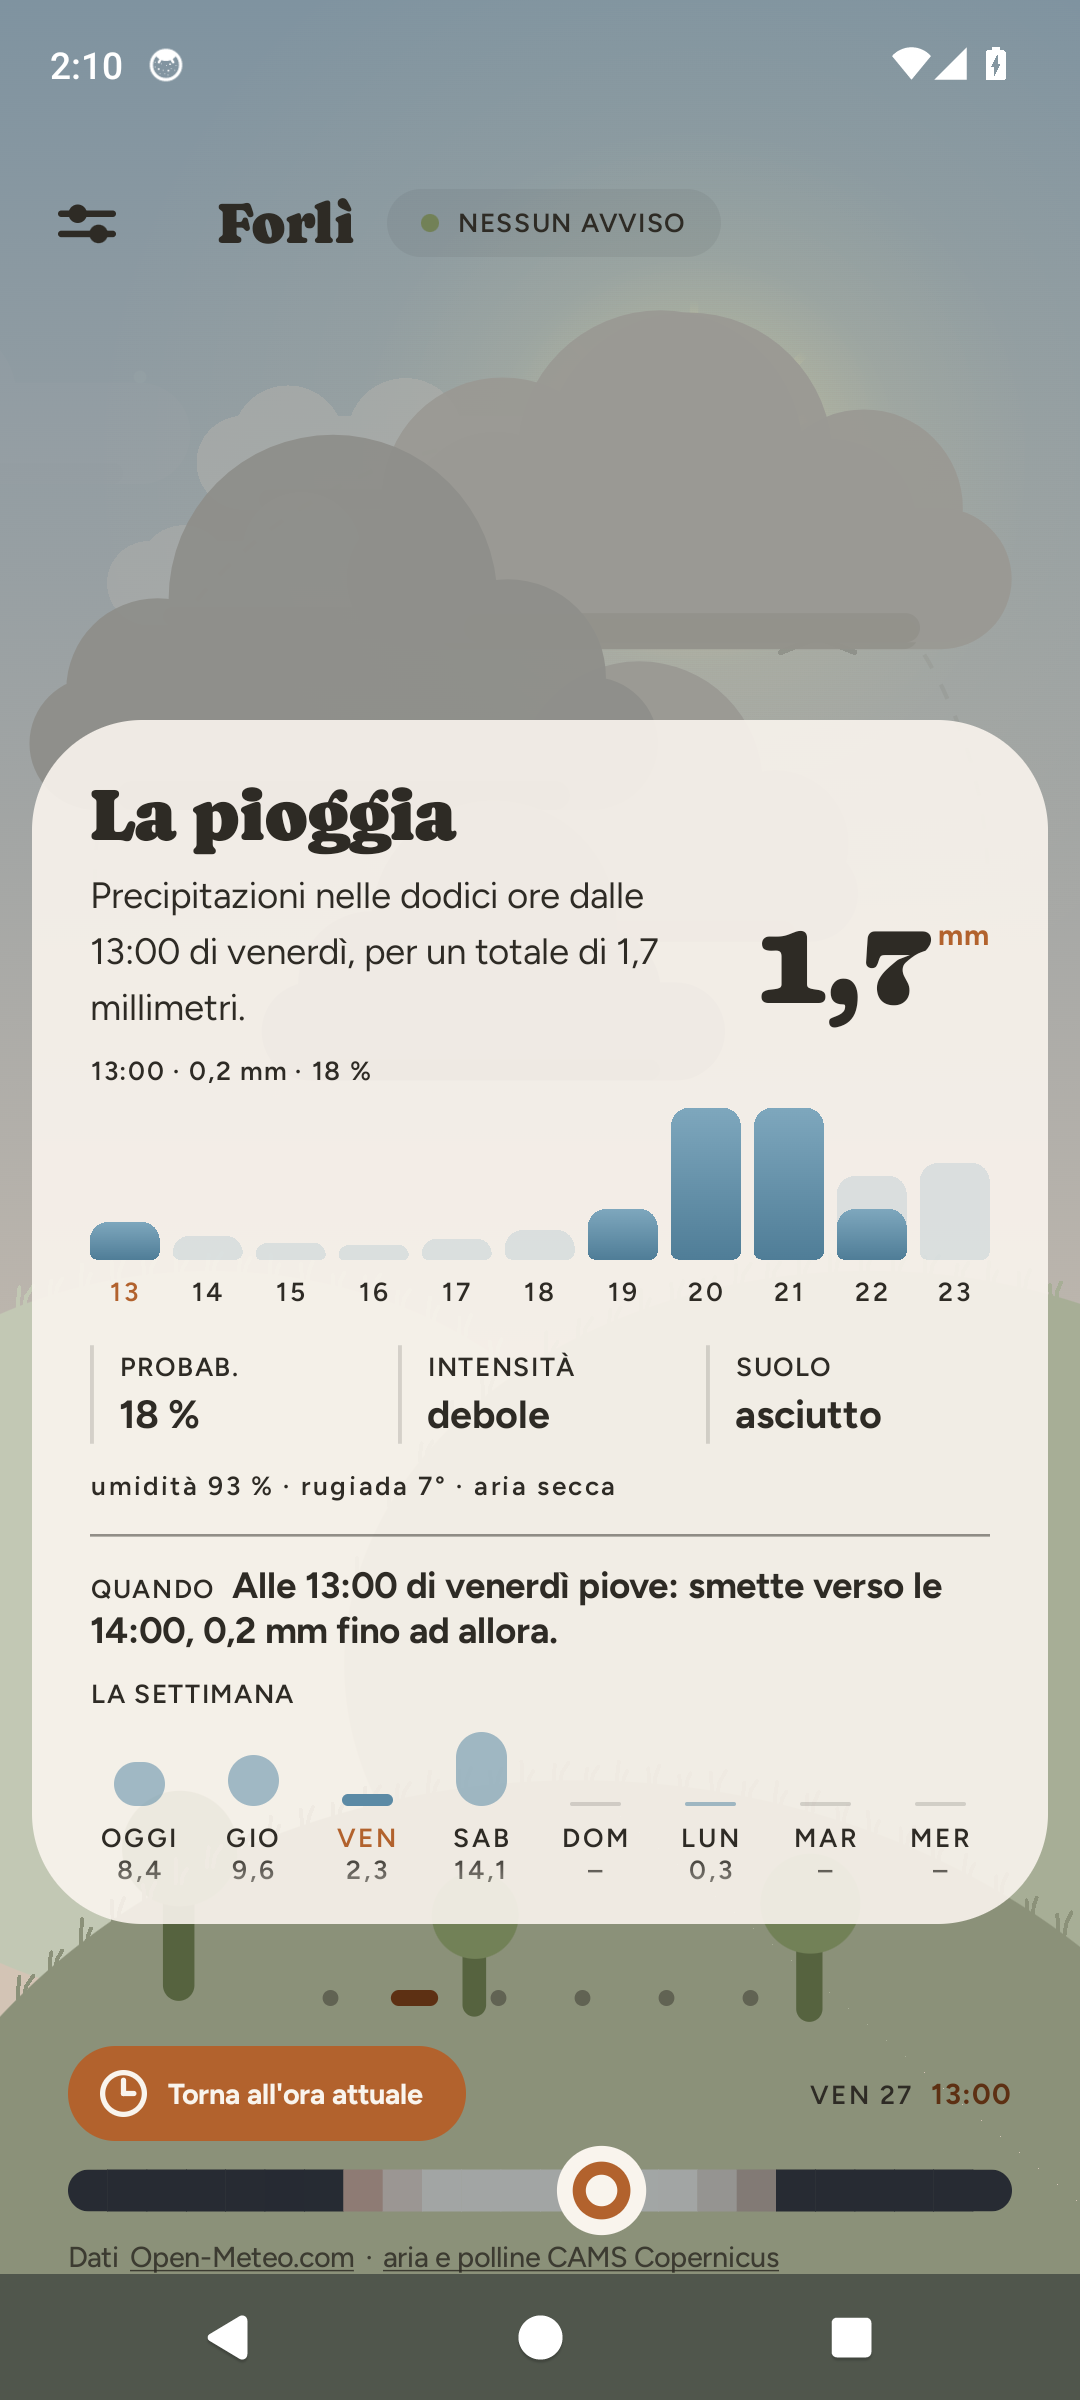 2:10
Forlì
NESSUN AVVISO
La pioggia
Precipitazioni nelle dodici ore dalle
13:00 di venerdì, per un totale di 1,7
millimetri.
1,7 mm
13:00 · 0,2 mm · 18 %
13 14 15 16 17 18 19 20 21 22 23
PROBAB. INTENSITÀ SUOLO
18 % debole asciutto
umidità 93 % · rugiada 7° · aria secca
QUANDO Alle 13:00 di venerdì piove: smette verso le
14:00, 0,2 mm fino ad allora.
LA SETTIMANA
OGGI GIO VEN SAB DOM LUN MAR MER
8,4 9,6 2,3 14,1 – 0,3 – –
Torna all'ora attuale
VEN 27 13:00
Dati Open-Meteo.com · aria e polline CAMS Copernicus